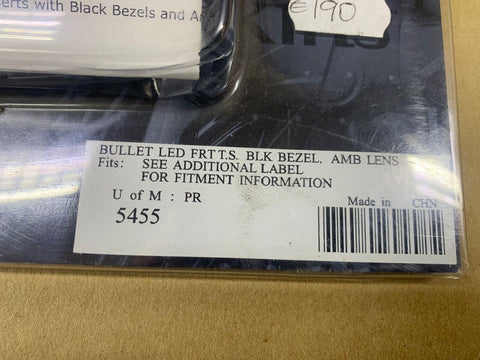 serts with Black Bezels and
€190
BULLET LED FRT T.S. BLK BEZEL, AMB LENS
Fits: SEE ADDITIONAL LABEL
FOR FITMENT INFORMATION
U of M : PR
5455
Made in CHN